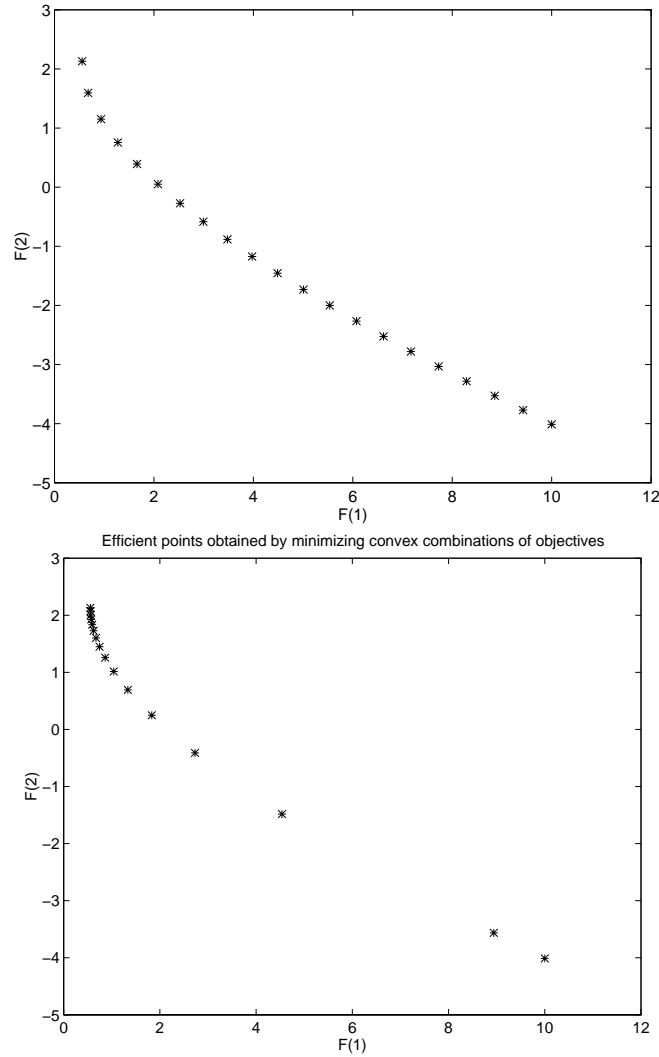 3
2
1
0
−1
−2
−3
−4
−5
F(2)
0 2 4 6 8 10 12
F(1)
Efficient points obtained by minimizing convex combinations of objectives
3
2
1
0
−1
−2
−3
−4
−5
F(2)
0 2 4 6 8 10 12
F(1)